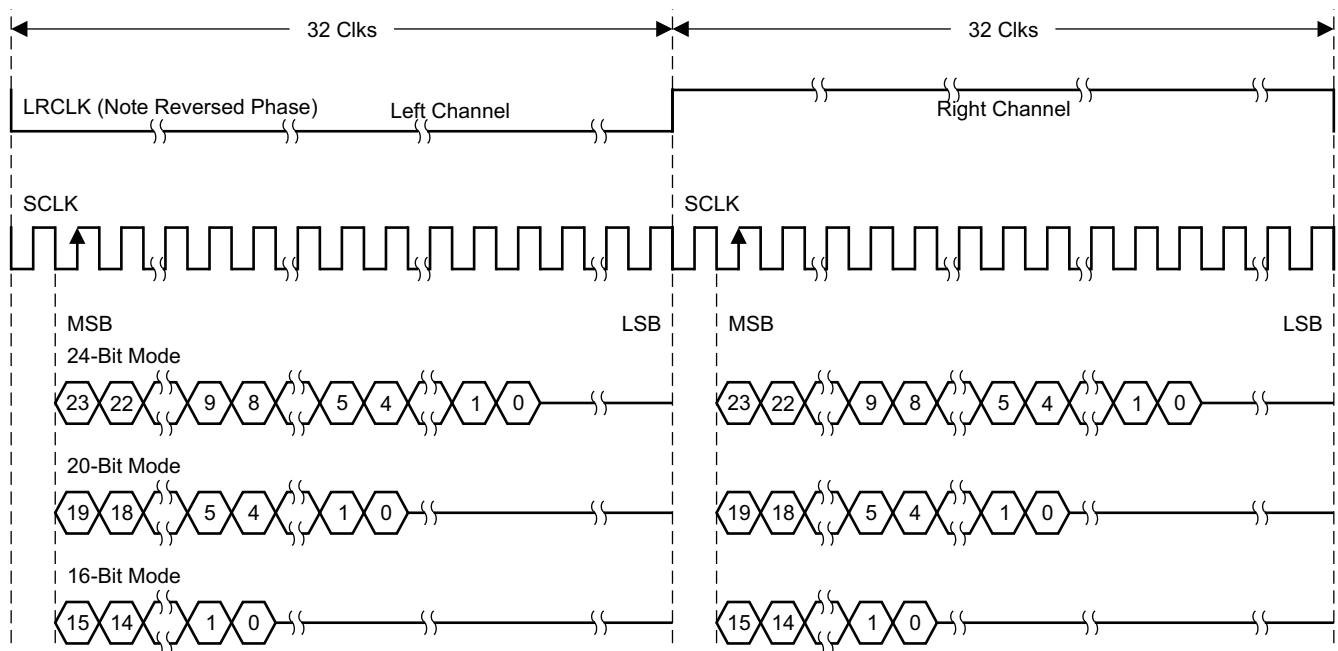 32 Clks 32 Clks
LRCLK (Note Reversed Phase) Left Channel Right Channel
SCLK SCLK
MSB LSB MSB LSB
24-Bit Mode
23 22 9 8 5 4 1 0 23 22 9 8 5 4 1 0
20-Bit Mode
19 18 5 4 1 0 19 18 5 4 1 0
16-Bit Mode
15 14 1 0 15 14 1 0